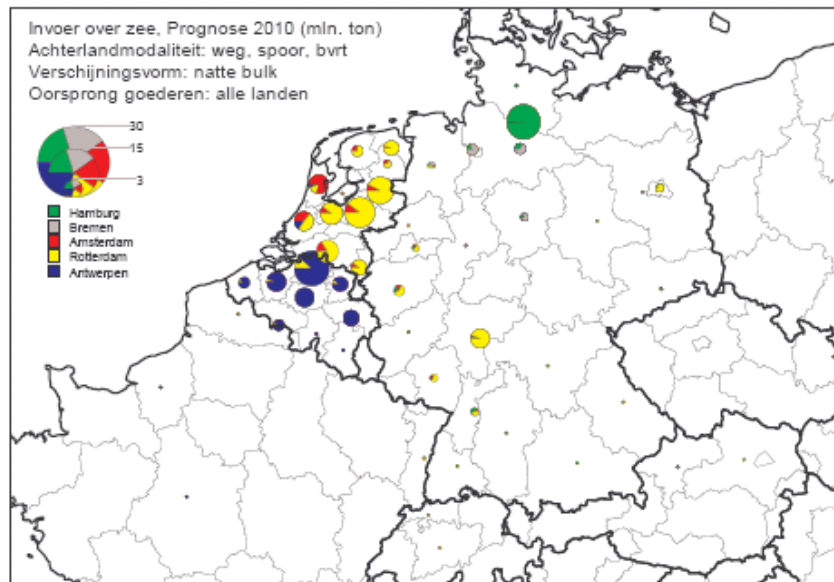 Invoer over zee, Prognose 2010 (mln. ton)
Achterlandmodaliteit: weg, spoor, bvrt
Verschijningsvorm: natte bulk
Oorsprong goederen: alle landen
30
15
3
Hamburg
Bremen
Amsterdam
Rotterdam
Antwerpen